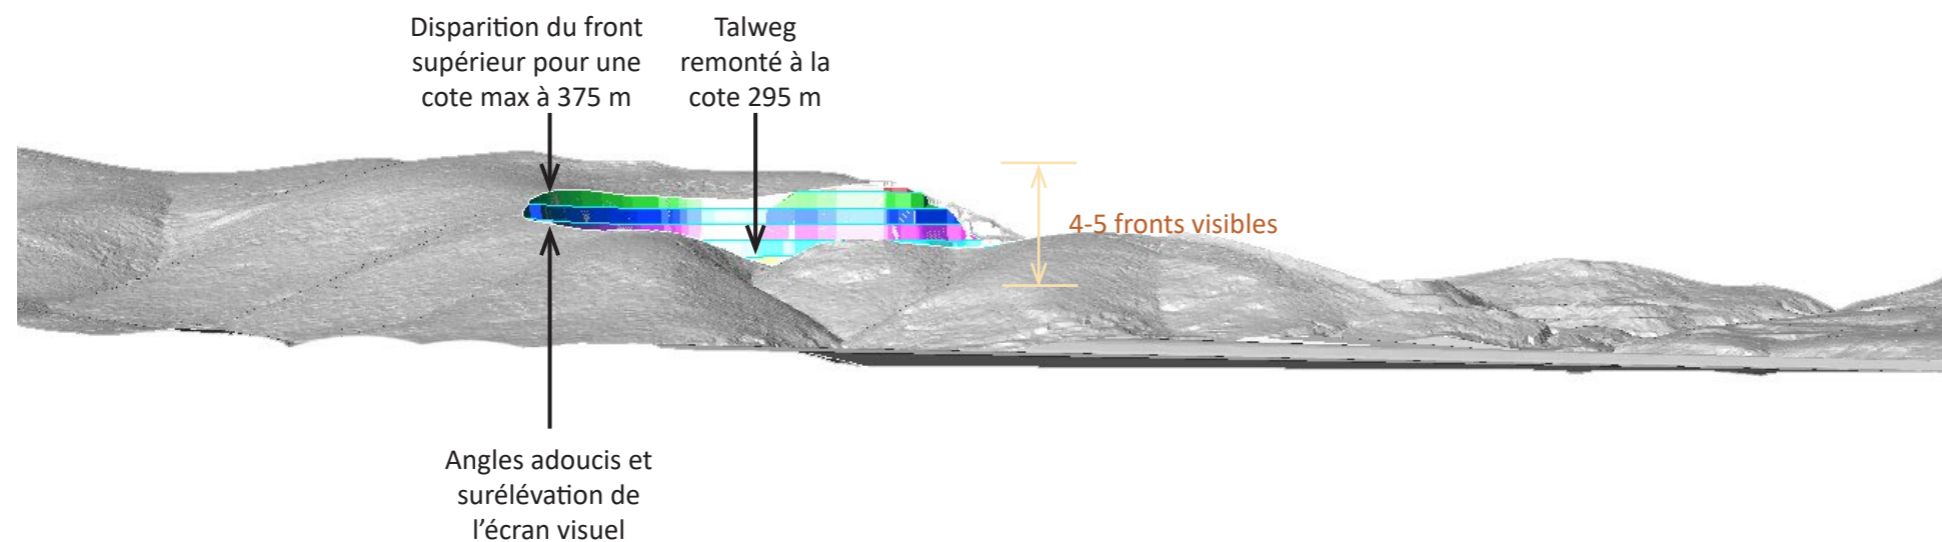 Disparition du front
supérieur pour une
cote max à 375 m
Talweg
remonté à la
cote 295 m
4-5 fronts visibles
Angles adoucis et
surélévation de
l'écran visuel